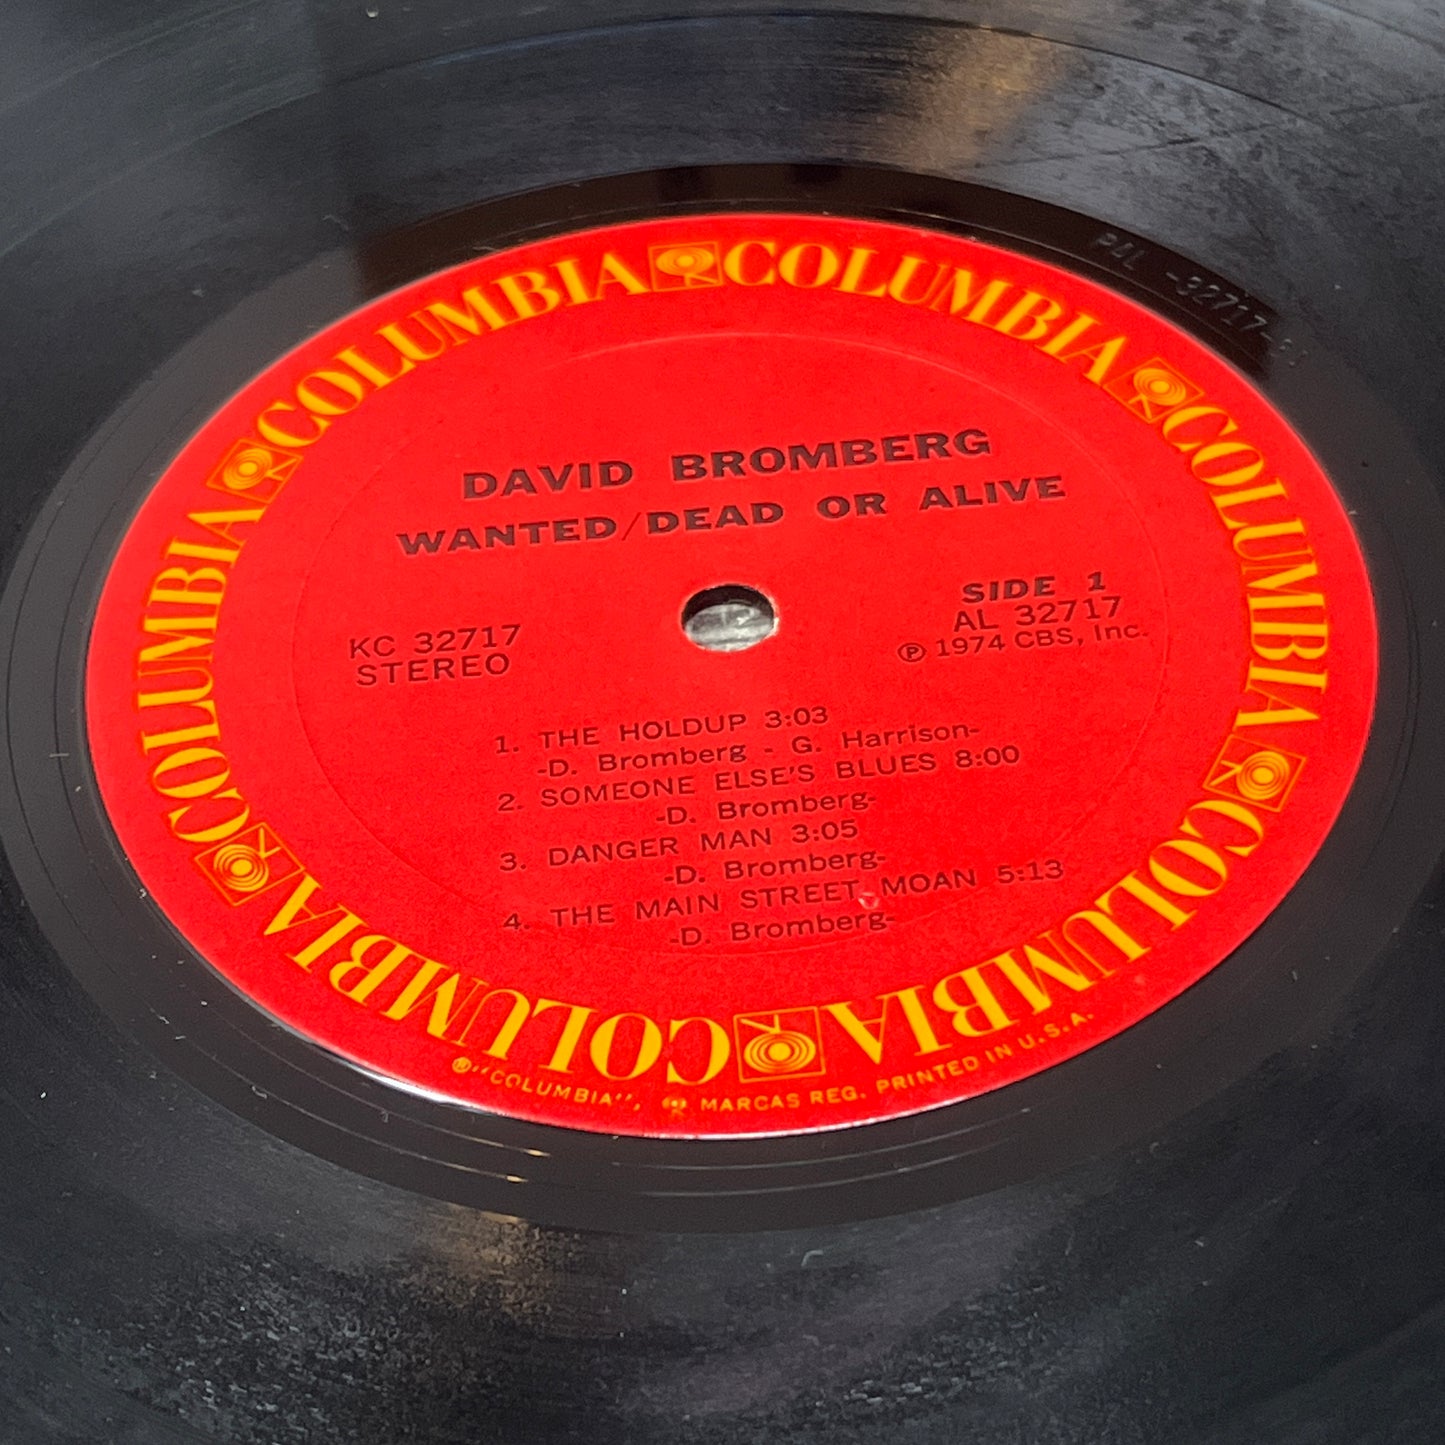 COLUMBIA COLUMBIA COLUMBIA COLUMBIA COLUMBIA COLUMBIA
DAVID BROMBERG
WANTED/DEAD OR ALIVE
SIDE 1
KC 32717
STEREO
AL 32717
℗ 1974 CBS, Inc.
1. THE HOLDUP 3:03
-D. Bromberg - G. Harrison-
2. SOMEONE ELSE'S BLUES 8:00
-D. Bromberg-
3. DANGER MAN 3:05
-D. Bromberg-
4. THE MAIN STREET MOAN 5:13
-D. Bromberg-
® "COLUMBIA", MARCAS REG. PRINTED IN U.S.A.
PAL -32717-